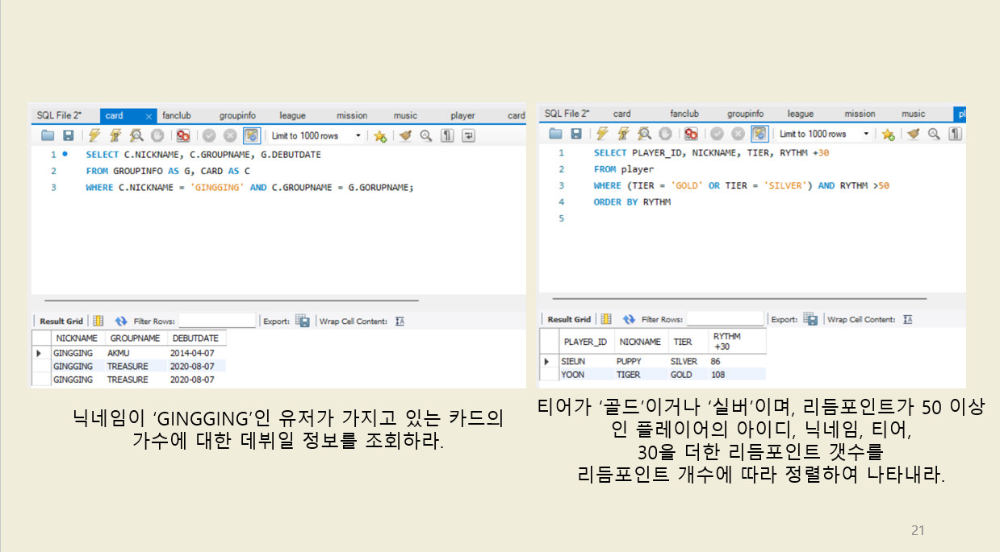 SQL File 2* card fanclub groupinfo league mission music player card
Limit to 1000 rows
1 SELECT C.NICKNAME, C.GROUPNAME, G.DEBUTDATE
2 FROM GROUPINFO AS G, CARD AS C
3 WHERE C.NICKNAME = 'GINGGING' AND C.GROUPNAME = G.GORUPNAME;
Result Grid Filter Rows: Export: Wrap Cell Content:
NICKNAME GROUPNAME DEBUTDATE
GINGGING AKMU 2014-04-07
GINGGING TREASURE 2020-08-07
GINGGING TREASURE 2020-08-07
닉네임이 ‘GINGGING’인 유저가 가지고 있는 카드의
가수에 대한 데뷔일 정보를 조회하라.
SQL File 2* card fanclub groupinfo league mission music pl
Limit to 1000 rows
1 SELECT PLAYER_ID, NICKNAME, TIER, RYTHM +30
2 FROM player
3 WHERE (TIER = 'GOLD' OR TIER = 'SILVER') AND RYTHM >50
4 ORDER BY RYTHM
5
Result Grid Filter Rows: Export: Wrap Cell Content:
PLAYER_ID NICKNAME TIER RYTHM +30
SIEUN PUPPY SILVER 86
YOON TIGER GOLD 108
티어가 ‘골드’이거나 ‘실버’이며, 리듬포인트가 50 이상
인 플레이어의 아이디, 닉네임, 티어,
30을 더한 리듬포인트 갯수를
리듬포인트 개수에 따라 정렬하여 나타내라.
21